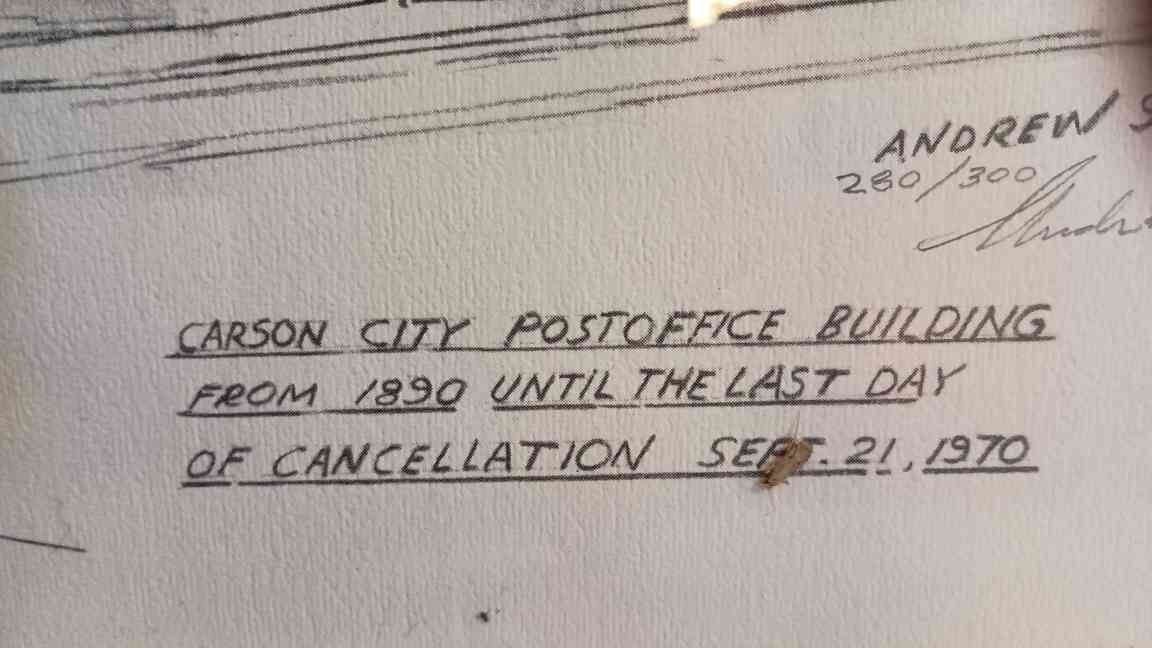 ANDREW S
280/300
CARSON CITY POSTOFFICE BUILDING
FROM 1890 UNTIL THE LAST DAY
OF CANCELLATION SEPT. 21, 1970